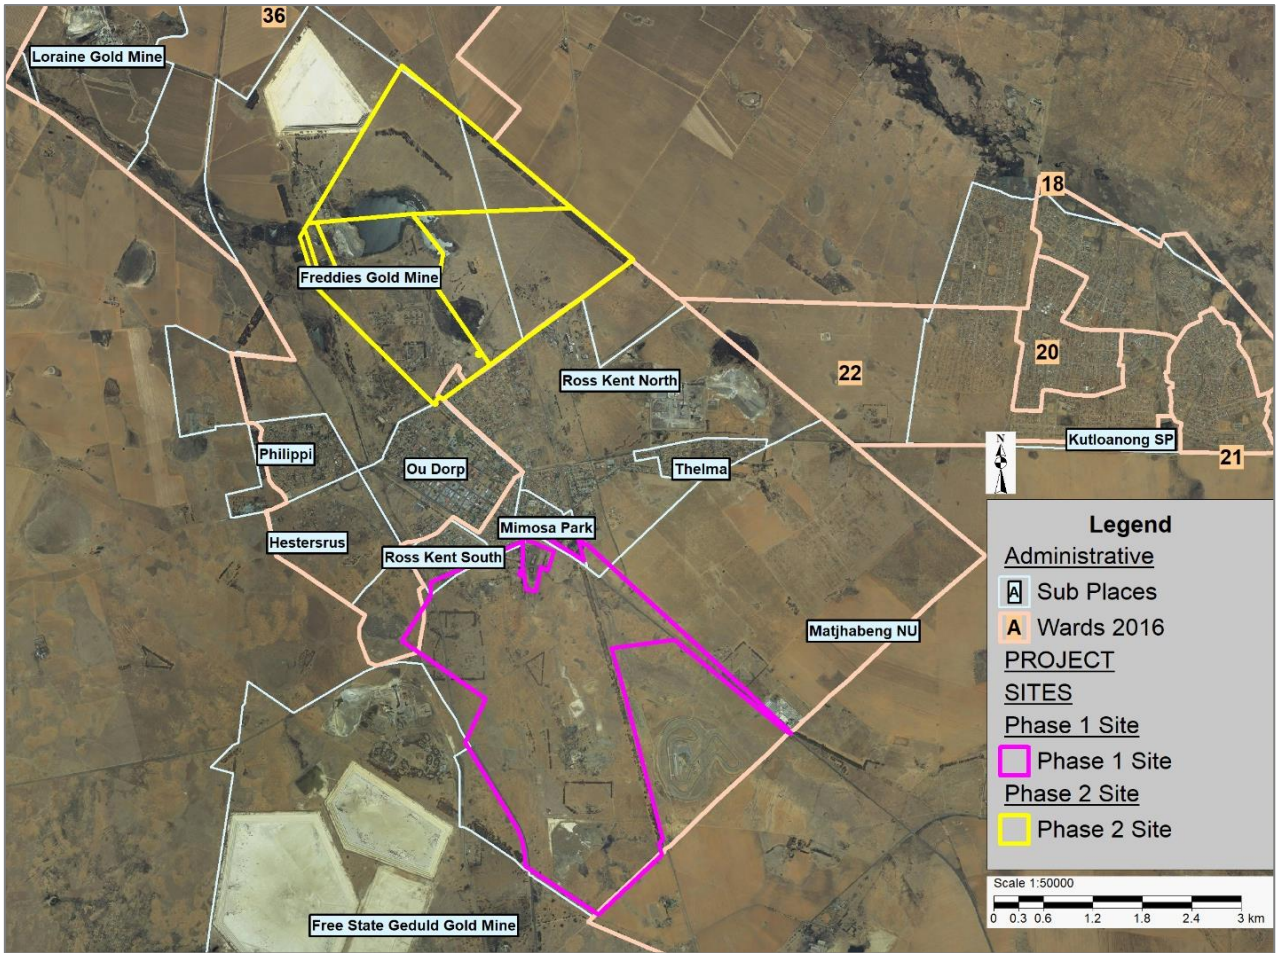 36
Loraine Gold Mine
18
Freddies Gold Mine
20
22
Ross Kent North
Kutloanong SP
21
Philippi
Ou Dorp
Thelma
N
Mimosa Park
Hestersrus
Ross Kent South
Matjhabeng NU
Free State Geduld Gold Mine
Legend
Administrative
A Sub Places
A Wards 2016
PROJECT
SITES
Phase 1 Site
Phase 1 Site
Phase 2 Site
Phase 2 Site
Scale 1:50000
0 0.3 0.6 1.2 1.8 2.4 3 km